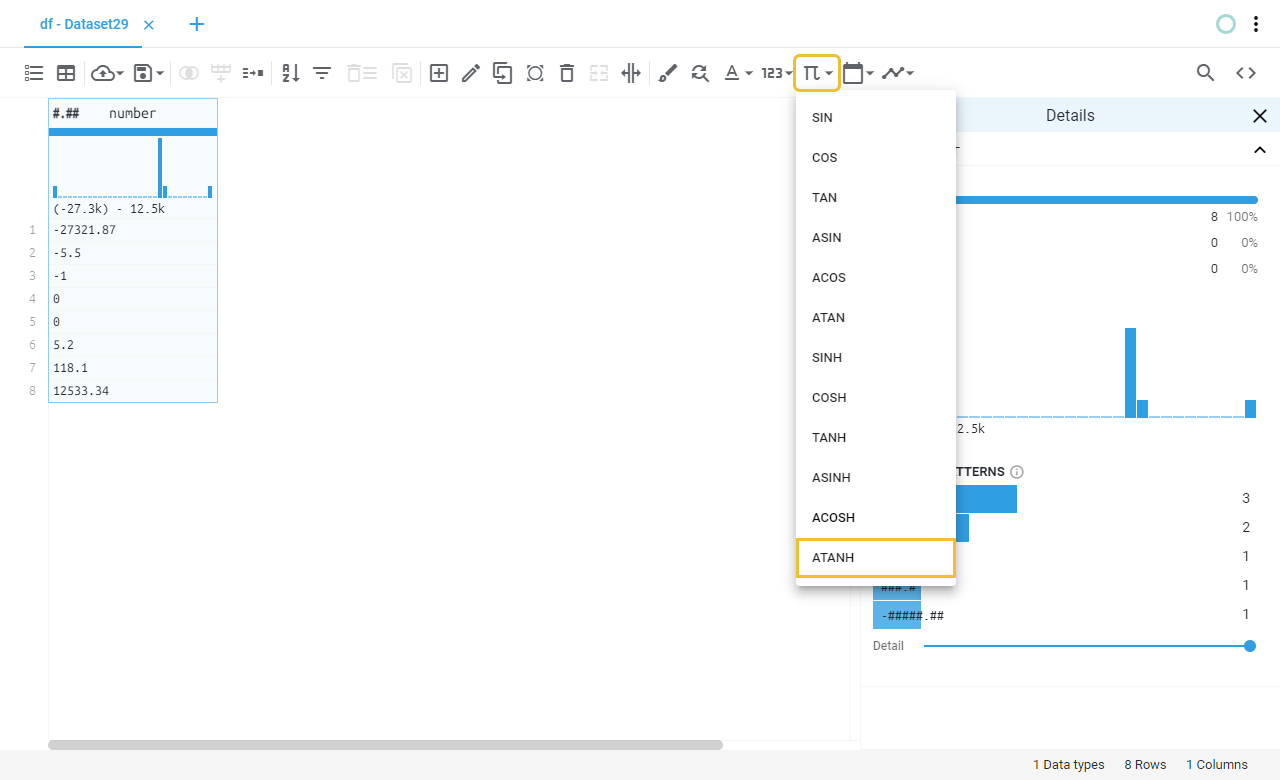 df - Dataset29
123
Details
#.## number
(-27.3k) - 12.5k
1 -27321.87
2 -5.5
3 -1
4 0
5 0
6 5.2
7 118.1
8 12533.34
SIN
COS
TAN
ASIN
ACOS
ATAN
SINH
COSH
TANH
ASINH
ACOSH
ATANH
8 100%
0 0%
0 0%
2.5k
TTERNS
3
2
1
###.# 1
-#####.## 1
Detail
1 Data types 8 Rows 1 Columns